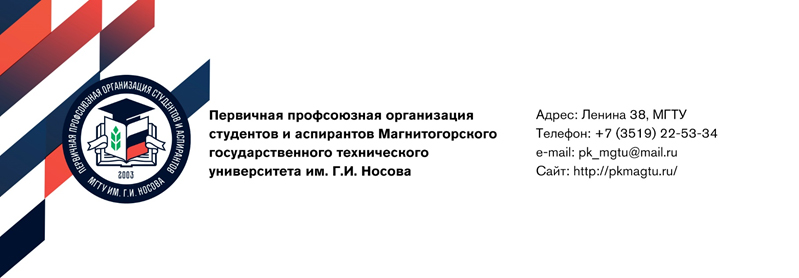 ПЕРВИЧНАЯ ПРОФСОЮЗНАЯ ОРГАНИЗАЦИЯ СТУДЕНТОВ И АСПИРАНТОВ
2003
МГТУ ИМ. Г.И. НОСОВА
Первичная профсоюзная организация
студентов и аспирантов Магнитогорского
государственного технического
университета им. Г.И. Носова
Адрес: Ленина 38, МГТУ
Телефон: +7 (3519) 22-53-34
e-mail: pk_mgtu@mail.ru
Сайт: http://pkmagtu.ru/